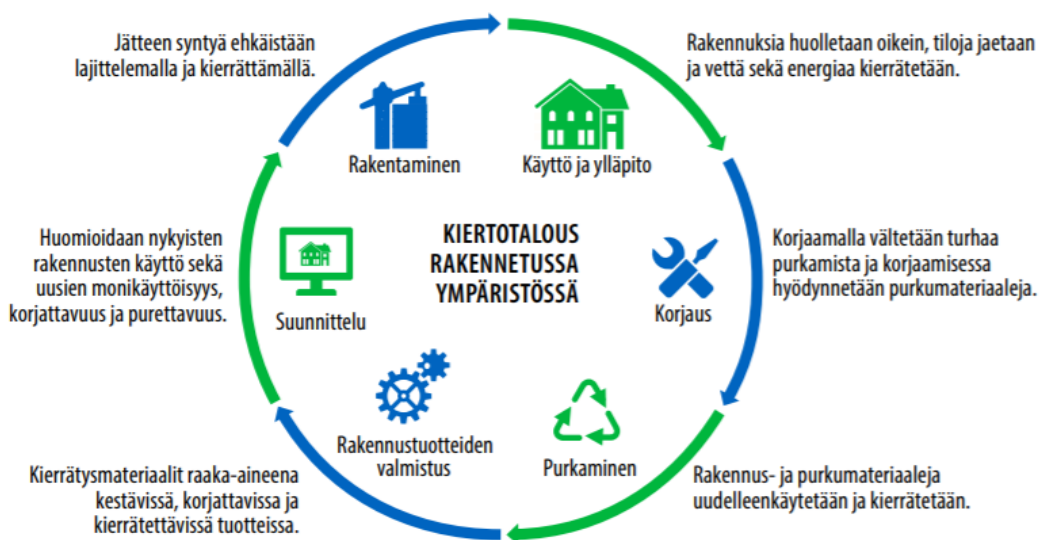 Jätteen syntyä ehkäistään
lajittelemalla ja kierrättämällä.
Rakentaminen
Rakennuksia huolletaan oikein, tiloja jaetaan
ja vettä sekä energiaa kierrätetään.
Käyttö ja ylläpito
KIERTOTALOUS
RAKENNETUSSA
YMPÄRISTÖSSÄ
Korjaamalla vältetään turhaa
purkamista ja korjaamisessa
hyödynnetään purkumateriaaleja.
Korjaus
Rakennus- ja purkumateriaaleja
uudelleenkäytetään ja kierrätetään.
Purkaminen
Rakennustuotteiden
valmistus
Kierrätysmateriaalit raaka-aineena
kestävissä, korjattavissa ja
kierrätettävissä tuotteissa.
Huomioidaan nykyisten
rakennusten käyttö sekä
uusien monikäyttöisyys,
korjattavuus ja purettavuus.
Suunnittelu